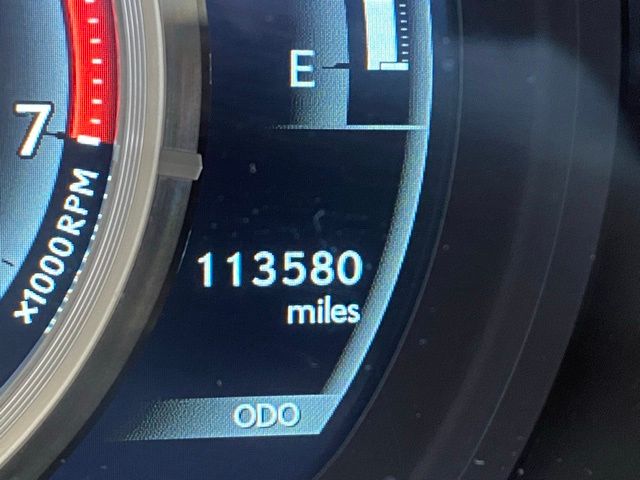 E
7
x1000RPM
113580
miles
ODO